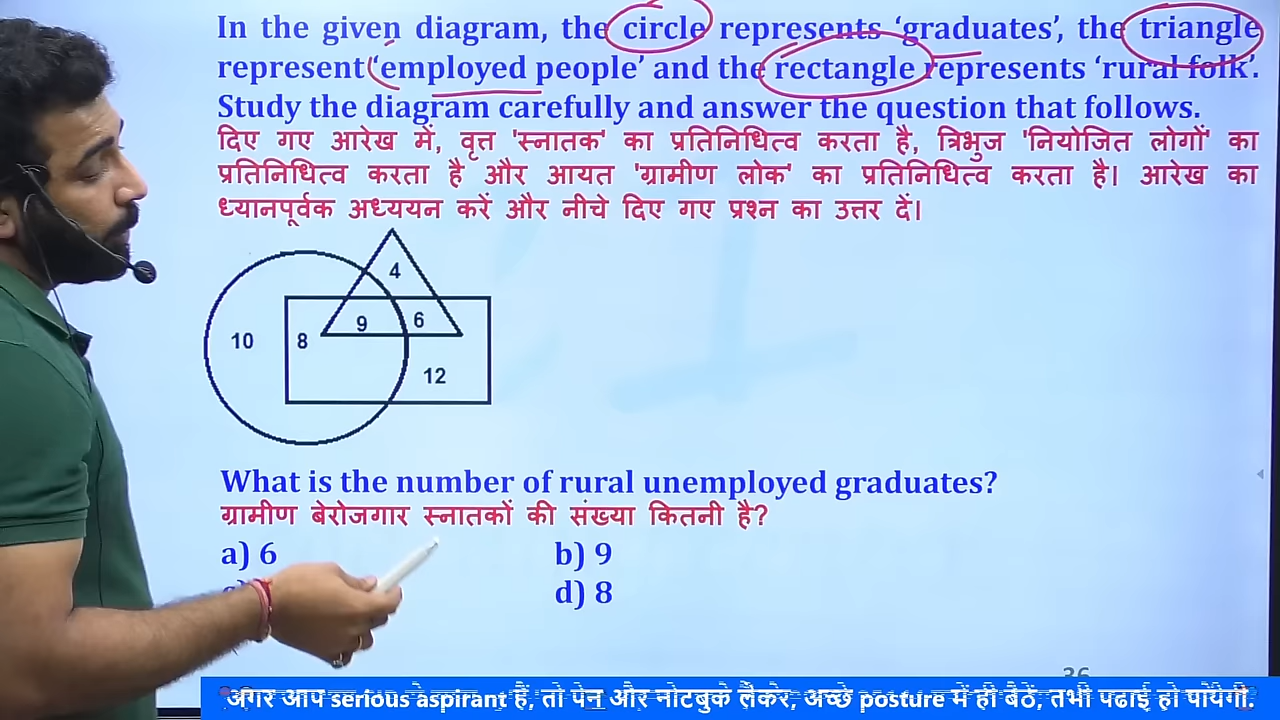 In the given diagram, the circle represents ‘graduates’, the triangle
represent ‘employed people’ and the rectangle represents ‘rural folk’.
Study the diagram carefully and answer the question that follows.
दिए गए आरेख में, वृत्त 'स्नातक' का प्रतिनिधित्व करता है, त्रिभुज 'नियोजित लोगों' का
प्रतिनिधित्व करता है और आयत 'ग्रामीण लोक' का प्रतिनिधित्व करता है। आरेख का
ध्यानपूर्वक अध्ययन करें और नीचे दिए गए प्रश्न का उत्तर दें।
4
9 6
10 8
12
What is the number of rural unemployed graduates?
ग्रामीण बेरोजगार स्नातकों की संख्या कितनी है?
a) 6 b) 9
d) 8
अगर आप serious aspirant हैं, तो पेन और नोटबुक लेकर, अच्छे posture में ही बैठें, तभी पढाई हो पायेगी.